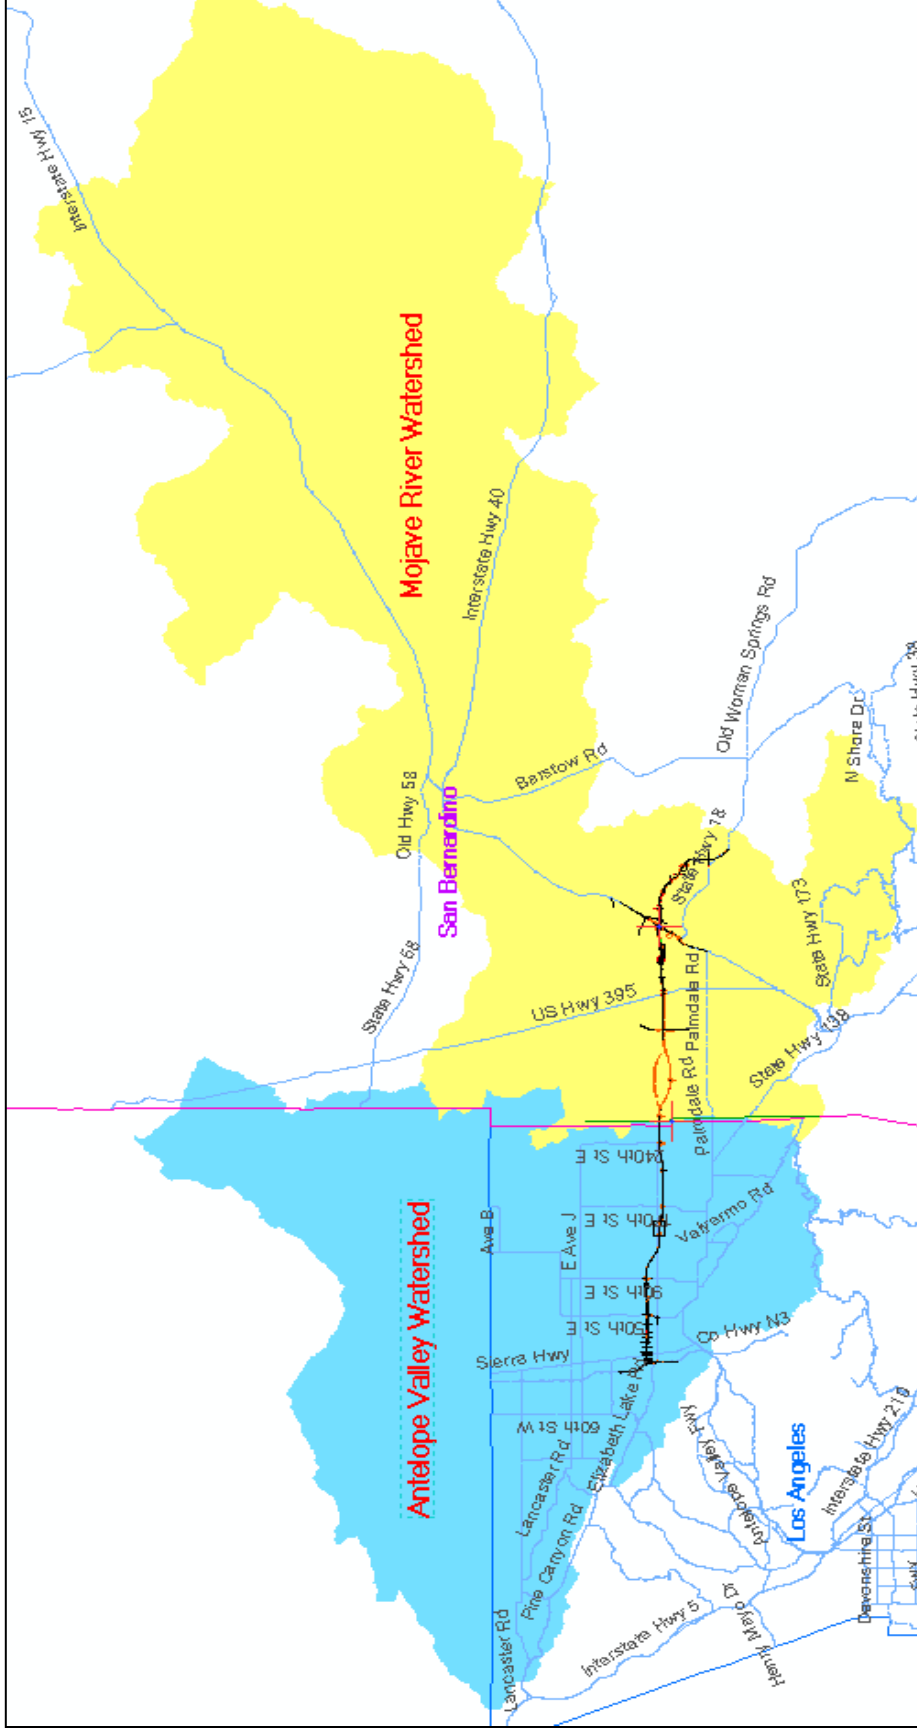 Interstate Hwy 15
Mojave River Watershed
Interstate Hwy 40
Old Woman Springs Rd
N Shore Dr
Barstow Rd
Old Hwy 58
San Bernardino
State Hwy 18
State Hwy 173
State Hwy 58
US Hwy 395
Palmdale Rd
Palmdale Rd
State Hwy 138
240th St E
Antelope Valley Watershed
Ave B
E Ave J
Valyermo Rd
90th St E
50th St E
Co Hwy N3
Sierra Hwy
60th St W
Elizabeth Lake Rd
Lancaster Rd
Pine Canyon Rd
Antelope Valley Fwy
Interstate Hwy 210
Los Angeles
Devonshire St
Lancaster Rd
Interstate Hwy 5
Henry Mayo Dr